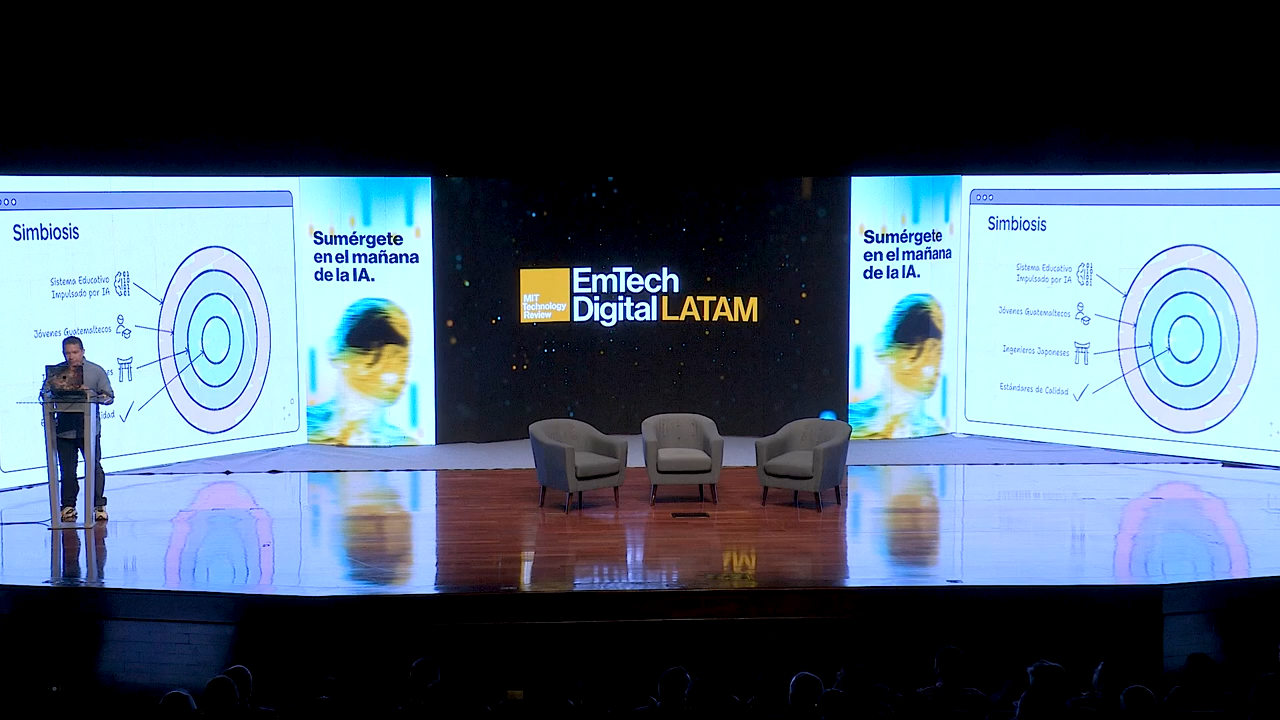 Simbiosis
Sistema Educativo
Impulsado por IA
Jóvenes Guatemaltecos
Sumérgete
en el mañana
de la IA.
MIT
Technology
Review
EmTech
Digital LATAM
Sumérgete
en el mañana
de la IA.
Simbiosis
Sistema Educativo
Impulsado por IA
Jóvenes Guatemaltecos
Ingenieros Japoneses
Estándares de Calidad